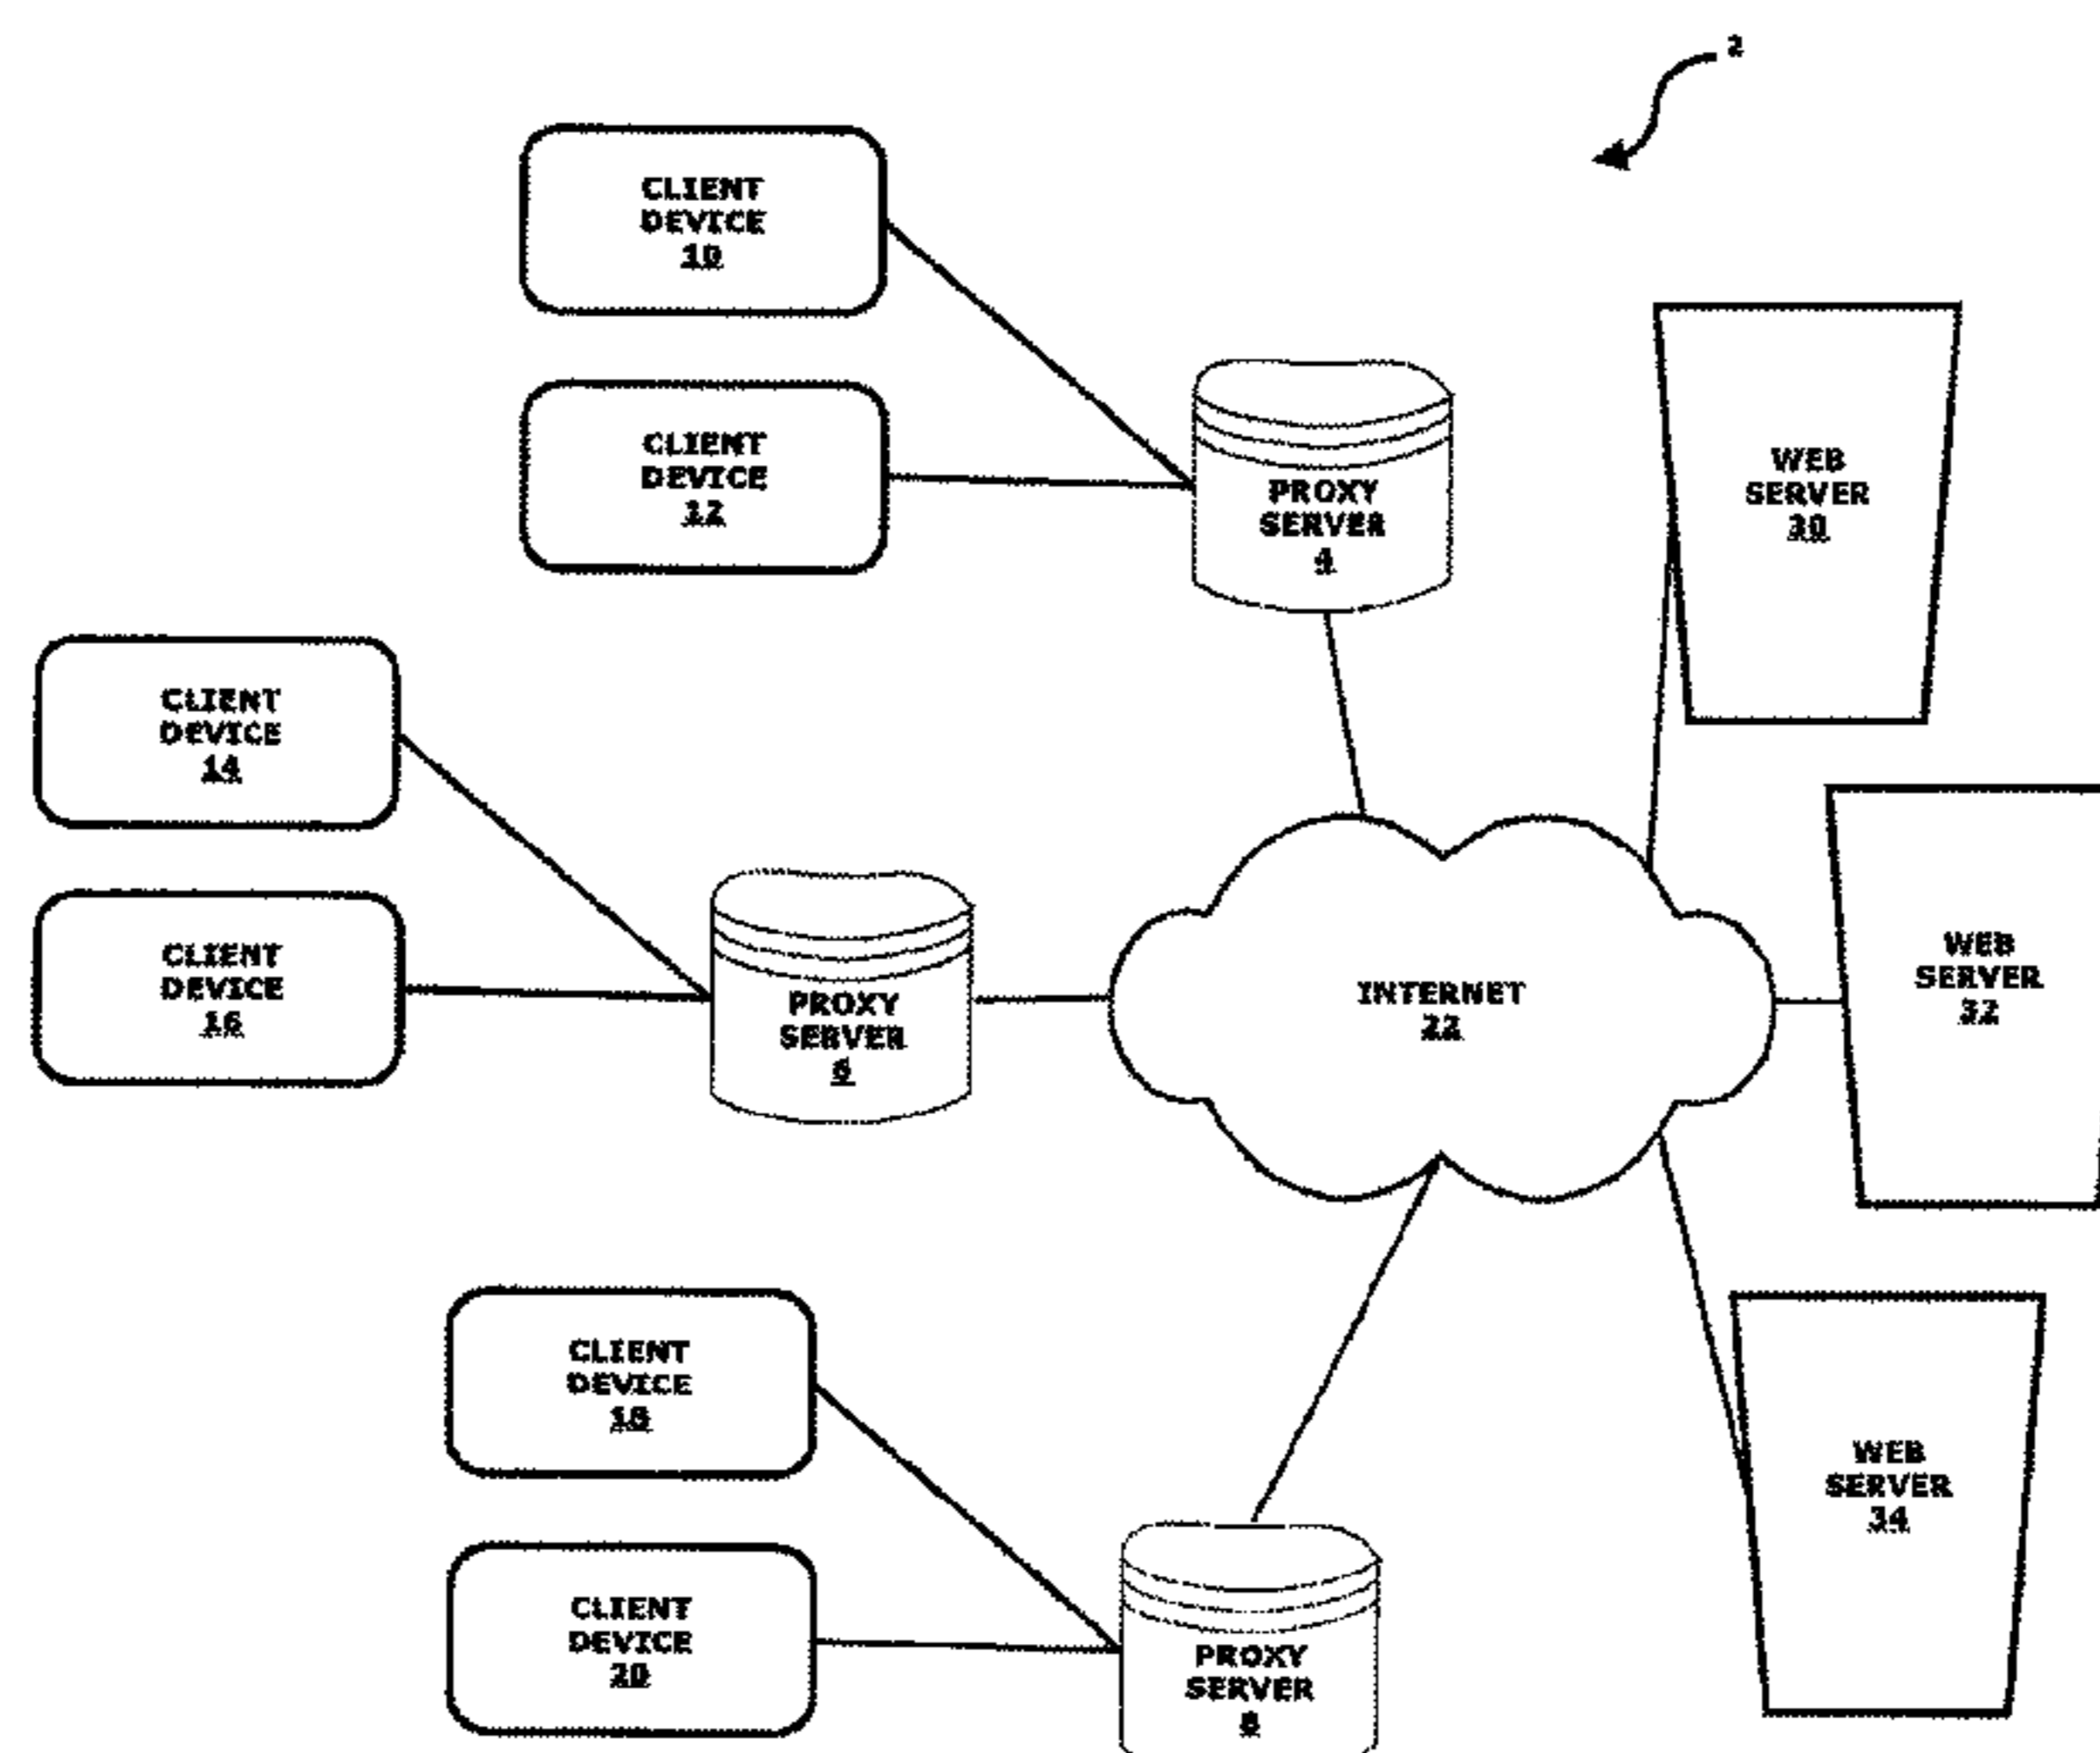 2
CLIENT
DEVICE
10
CLIENT
DEVICE
12
PROXY
SERVER
4
WEB
SERVER
30
CLIENT
DEVICE
14
CLIENT
DEVICE
16
PROXY
SERVER
6
INTERNET
22
WEB
SERVER
32
CLIENT
DEVICE
18
CLIENT
DEVICE
20
PROXY
SERVER
8
WEB
SERVER
34